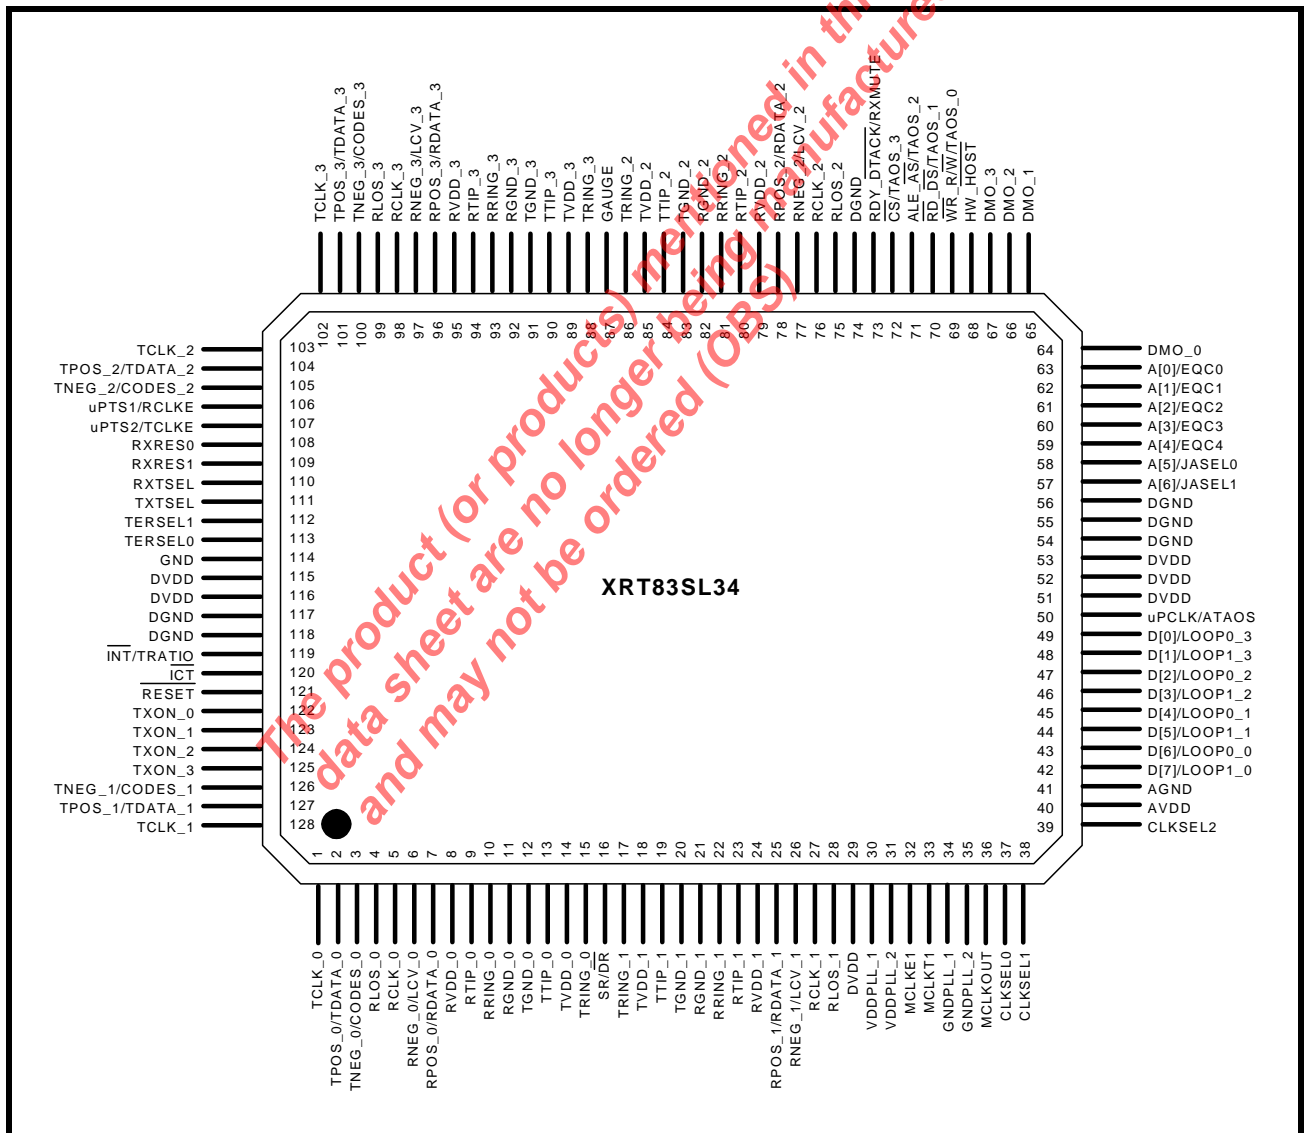 TCLK_3
TPOS_3/TDATA_3
TNEG_3/CODES_3
RLOS_3
RCLK_3
RNEG_3/LCV_3
RPOS_3/RDATA_3
RVDD_3
RTIP_3
RRING_3
RGND_3
TGND_3
TTIP_3
TVDD_3
TRING_3
GAUGE
TRING_2
TVDD_2
TTIP_2
TGND_2
RGND_2
RRING_2
RTIP_2
RVDD_2
RPOS_2/RDATA_2
RNEG_2/LCV_2
RCLK_2
RLOS_2
DGND
RDY_DTACK/RXMUTE
CS/TAOS_3
ALE_AS/TAOS_2
RD_DS/TAOS_1
WR_R/W/TAOS_0
HW_HOST
DMO_3
DMO_2
DMO_1
102
101
100
99
98
97
96
95
94
93
92
91
90
89
88
87
86
85
84
83
82
81
80
79
78
77
76
75
74
73
72
71
70
69
68
67
66
65
TCLK_2 103
TPOS_2/TDATA_2 104
TNEG_2/CODES_2 105
uPTS1/RCLKE 106
uPTS2/TCLKE 107
RXRES0 108
RXRES1 109
RXTSEL 110
TXTSEL 111
TERSEL1 112
TERSEL0 113
GND 114
DVDD 115
DVDD 116
DGND 117
DGND 118
INT/TRATIO 119
ICT 120
RESET 121
TXON_0 122
TXON_1 123
TXON_2 124
TXON_3 125
TNEG_1/CODES_1 126
TPOS_1/TDATA_1 127
TCLK_1 128
XRT83SL34
The product (or products) mentioned in thi
data sheet are no longer being manufacture
and may not be ordered (OBS)
64 DMO_0
63 A[0]/EQC0
62 A[1]/EQC1
61 A[2]/EQC2
60 A[3]/EQC3
59 A[4]/EQC4
58 A[5]/JASEL0
57 A[6]/JASEL1
56 DGND
55 DGND
54 DGND
53 DVDD
52 DVDD
51 DVDD
50 uPCLK/ATAOS
49 D[0]/LOOP0_3
48 D[1]/LOOP1_3
47 D[2]/LOOP0_2
46 D[3]/LOOP1_2
45 D[4]/LOOP0_1
44 D[5]/LOOP1_1
43 D[6]/LOOP0_0
42 D[7]/LOOP1_0
41 AGND
40 AVDD
39 CLKSEL2
1
2
3
4
5
6
7
8
9
10
11
12
13
14
15
16
17
18
19
20
21
22
23
24
25
26
27
28
29
30
31
32
33
34
35
36
37
38
TCLK_0
TPOS_0/TDATA_0
TNEG_0/CODES_0
RLOS_0
RCLK_0
RNEG_0/LCV_0
RPOS_0/RDATA_0
RVDD_0
RTIP_0
RRING_0
RGND_0
TGND_0
TTIP_0
TVDD_0
TRING_0
SR/DR
TRING_1
TVDD_1
TTIP_1
TGND_1
RGND_1
RRING_1
RTIP_1
RVDD_1
RPOS_1/RDATA_1
RNEG_1/LCV_1
RCLK_1
RLOS_1
DVDD
VDDPLL_1
VDDPLL_2
MCLKE1
MCLKT1
GNDPLL_1
GNDPLL_2
MCLKOUT
CLKSEL0
CLKSEL1